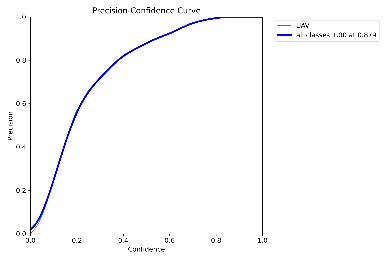 Precision-Confidence Curve
UAV
all classes 1.00 at 0.879
1.0
0.8
0.6
0.4
0.2
0.0
Precision
0.0 0.2 0.4 0.6 0.8 1.0
Confidence